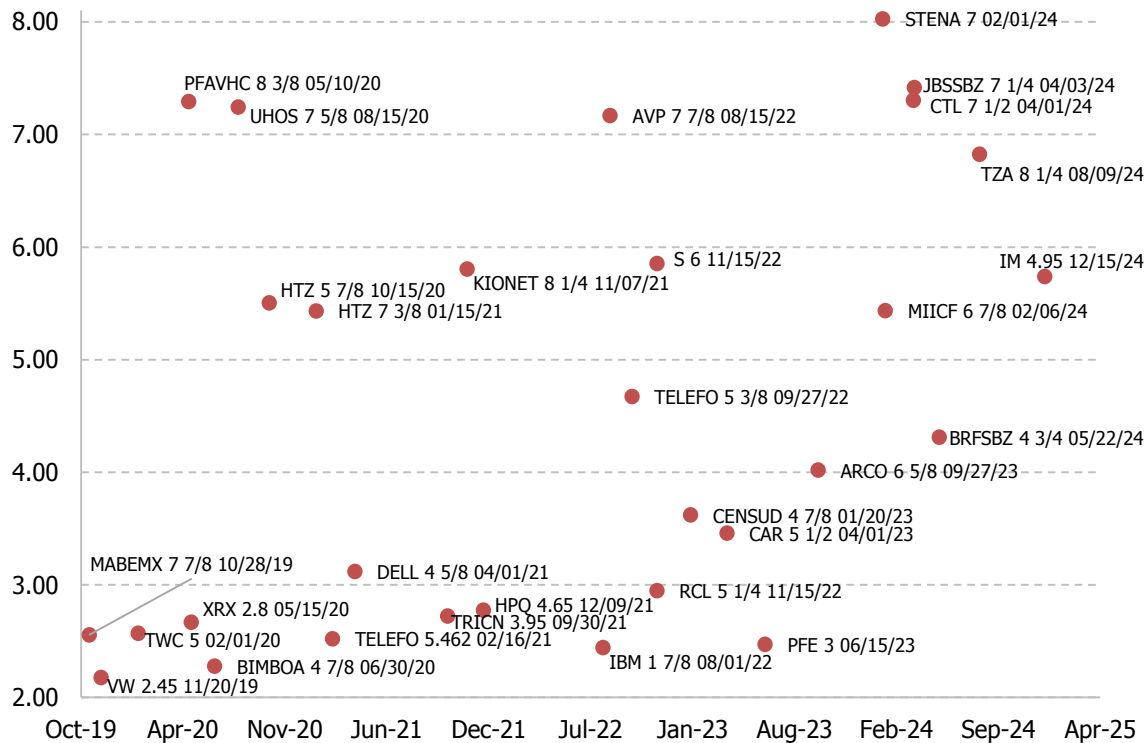 8.00
STENA 7 02/01/24
PFAVHC 8 3/8 05/10/20
JBSSBZ 7 1/4 04/03/24
UHOS 7 5/8 08/15/20
AVP 7 7/8 08/15/22
CTL 7 1/2 04/01/24
7.00
TZA 8 1/4 08/09/24
6.00
S 6 11/15/22
IM 4.95 12/15/24
KIONET 8 1/4 11/07/21
HTZ 5 7/8 10/15/20
HTZ 7 3/8 01/15/21
MIICF 6 7/8 02/06/24
5.00
TELEFO 5 3/8 09/27/22
BRFSBZ 4 3/4 05/22/24
4.00
ARCO 6 5/8 09/27/23
CENSUD 4 7/8 01/20/23
CAR 5 1/2 04/01/23
MABEMX 7 7/8 10/28/19
DELL 4 5/8 04/01/21
3.00
RCL 5 1/4 11/15/22
XRX 2.8 05/15/20
HPQ 4.65 12/09/21
TRICN 3.95 09/30/21
TWC 5 02/01/20
TELEFO 5.462 02/16/21
PFE 3 06/15/23
BIMBOA 4 7/8 06/30/20
IBM 1 7/8 08/01/22
VW 2.45 11/20/19
2.00
Oct-19 Apr-20 Nov-20 Jun-21 Dec-21 Jul-22 Jan-23 Aug-23 Feb-24 Sep-24 Apr-25